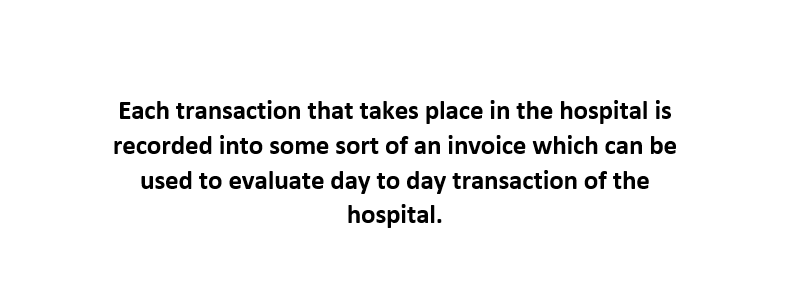 Each transaction that takes place in the hospital is
recorded into some sort of an invoice which can be
used to evaluate day to day transaction of the
hospital.